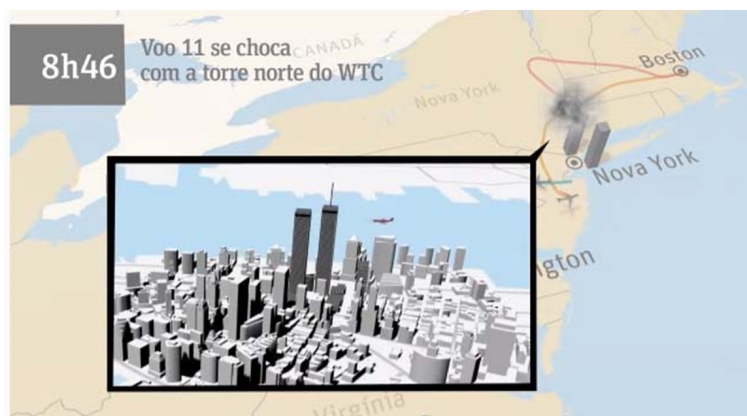 8h46
Voo 11 se choca
com a torre norte do WTC
CANADÁ
Boston
Nova York
Nova York
ngton
Virgínia